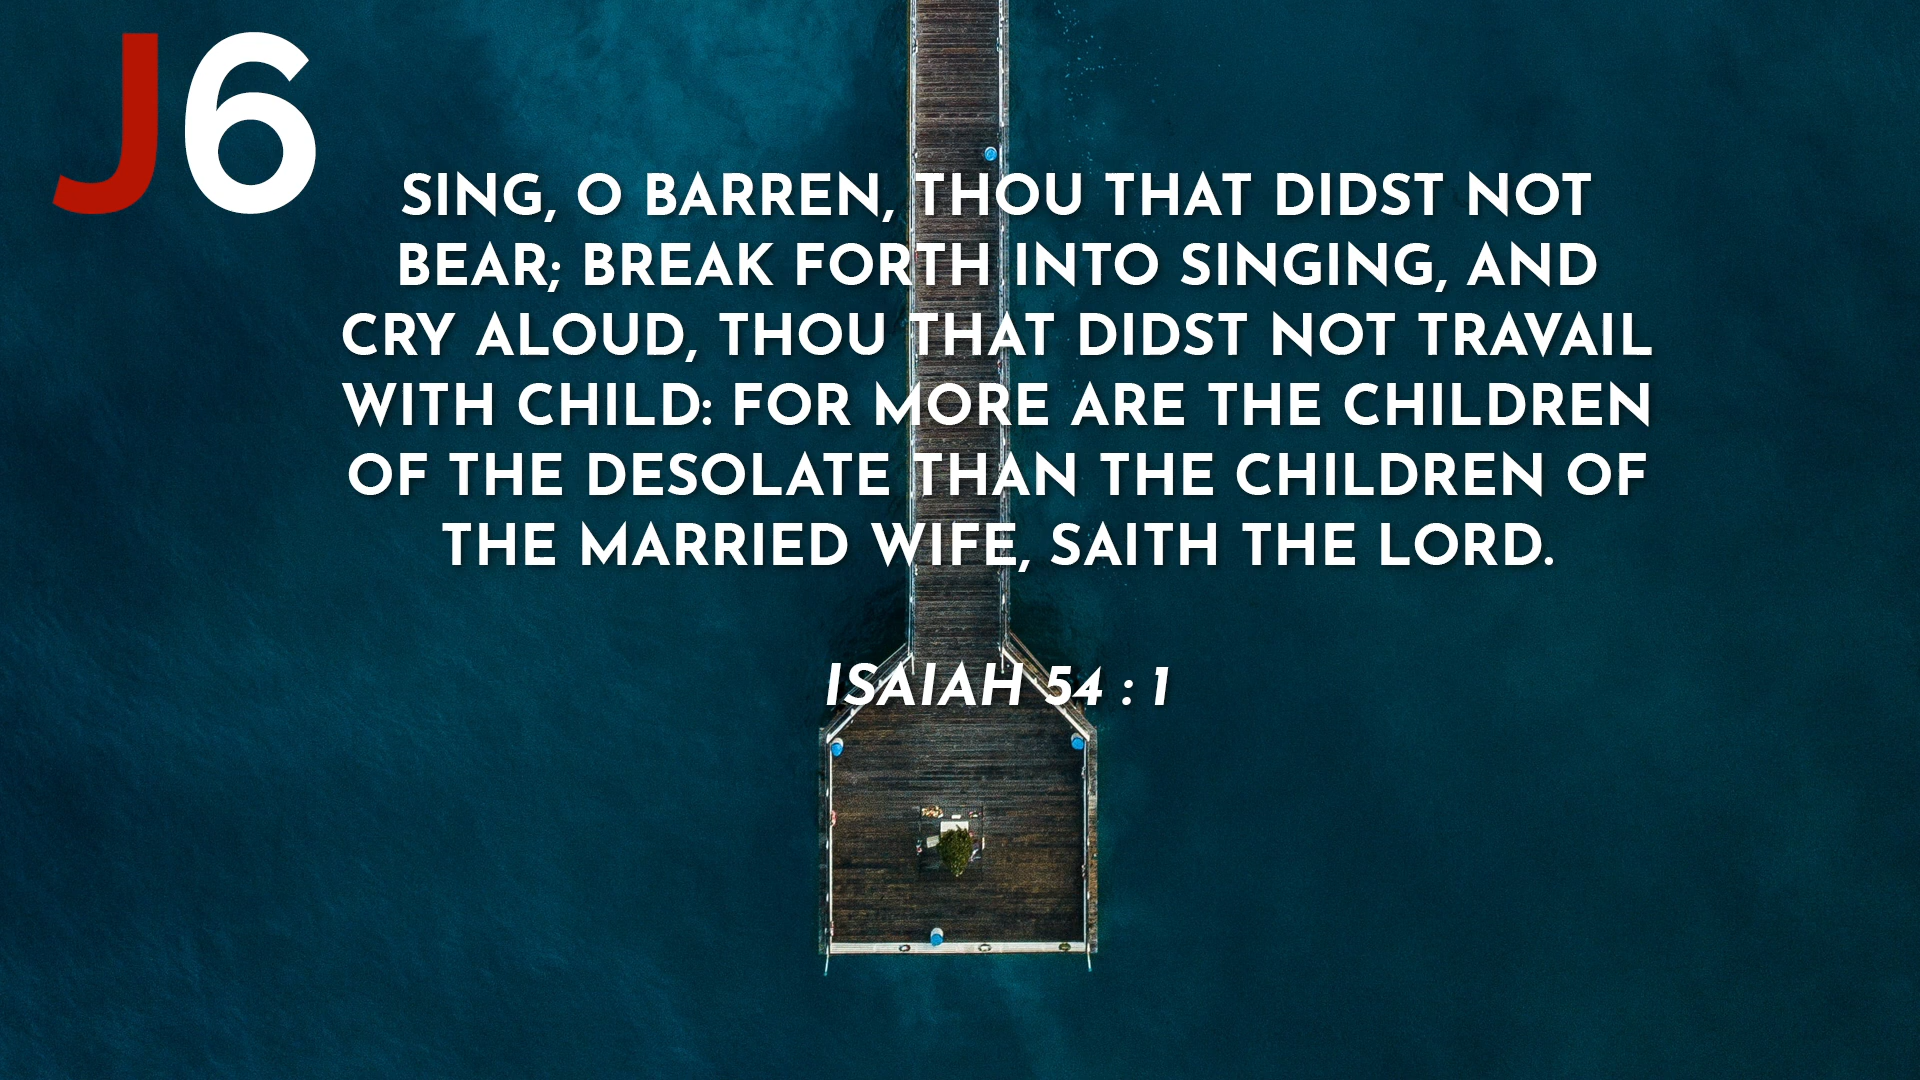 J6
SING, O BARREN, THOU THAT DIDST NOT
BEAR; BREAK FORTH INTO SINGING, AND
CRY ALOUD, THOU THAT DIDST NOT TRAVAIL
WITH CHILD: FOR MORE ARE THE CHILDREN
OF THE DESOLATE THAN THE CHILDREN OF
THE MARRIED WIFE, SAITH THE LORD.
ISAIAH 54 : 1